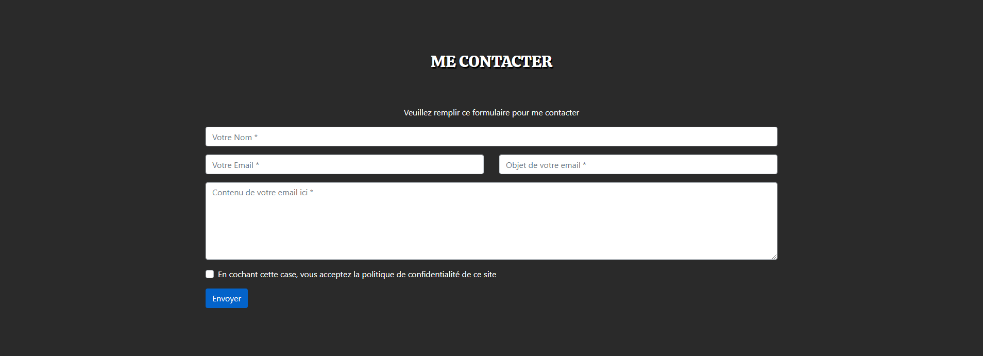 ME CONTACTER
Veuillez remplir ce formulaire pour me contacter
Votre Nom *
Votre Email *
Objet de votre email *
Contenu de votre email ici *
En cochant cette case, vous acceptez la politique de confidentialité de ce site
Envoyer